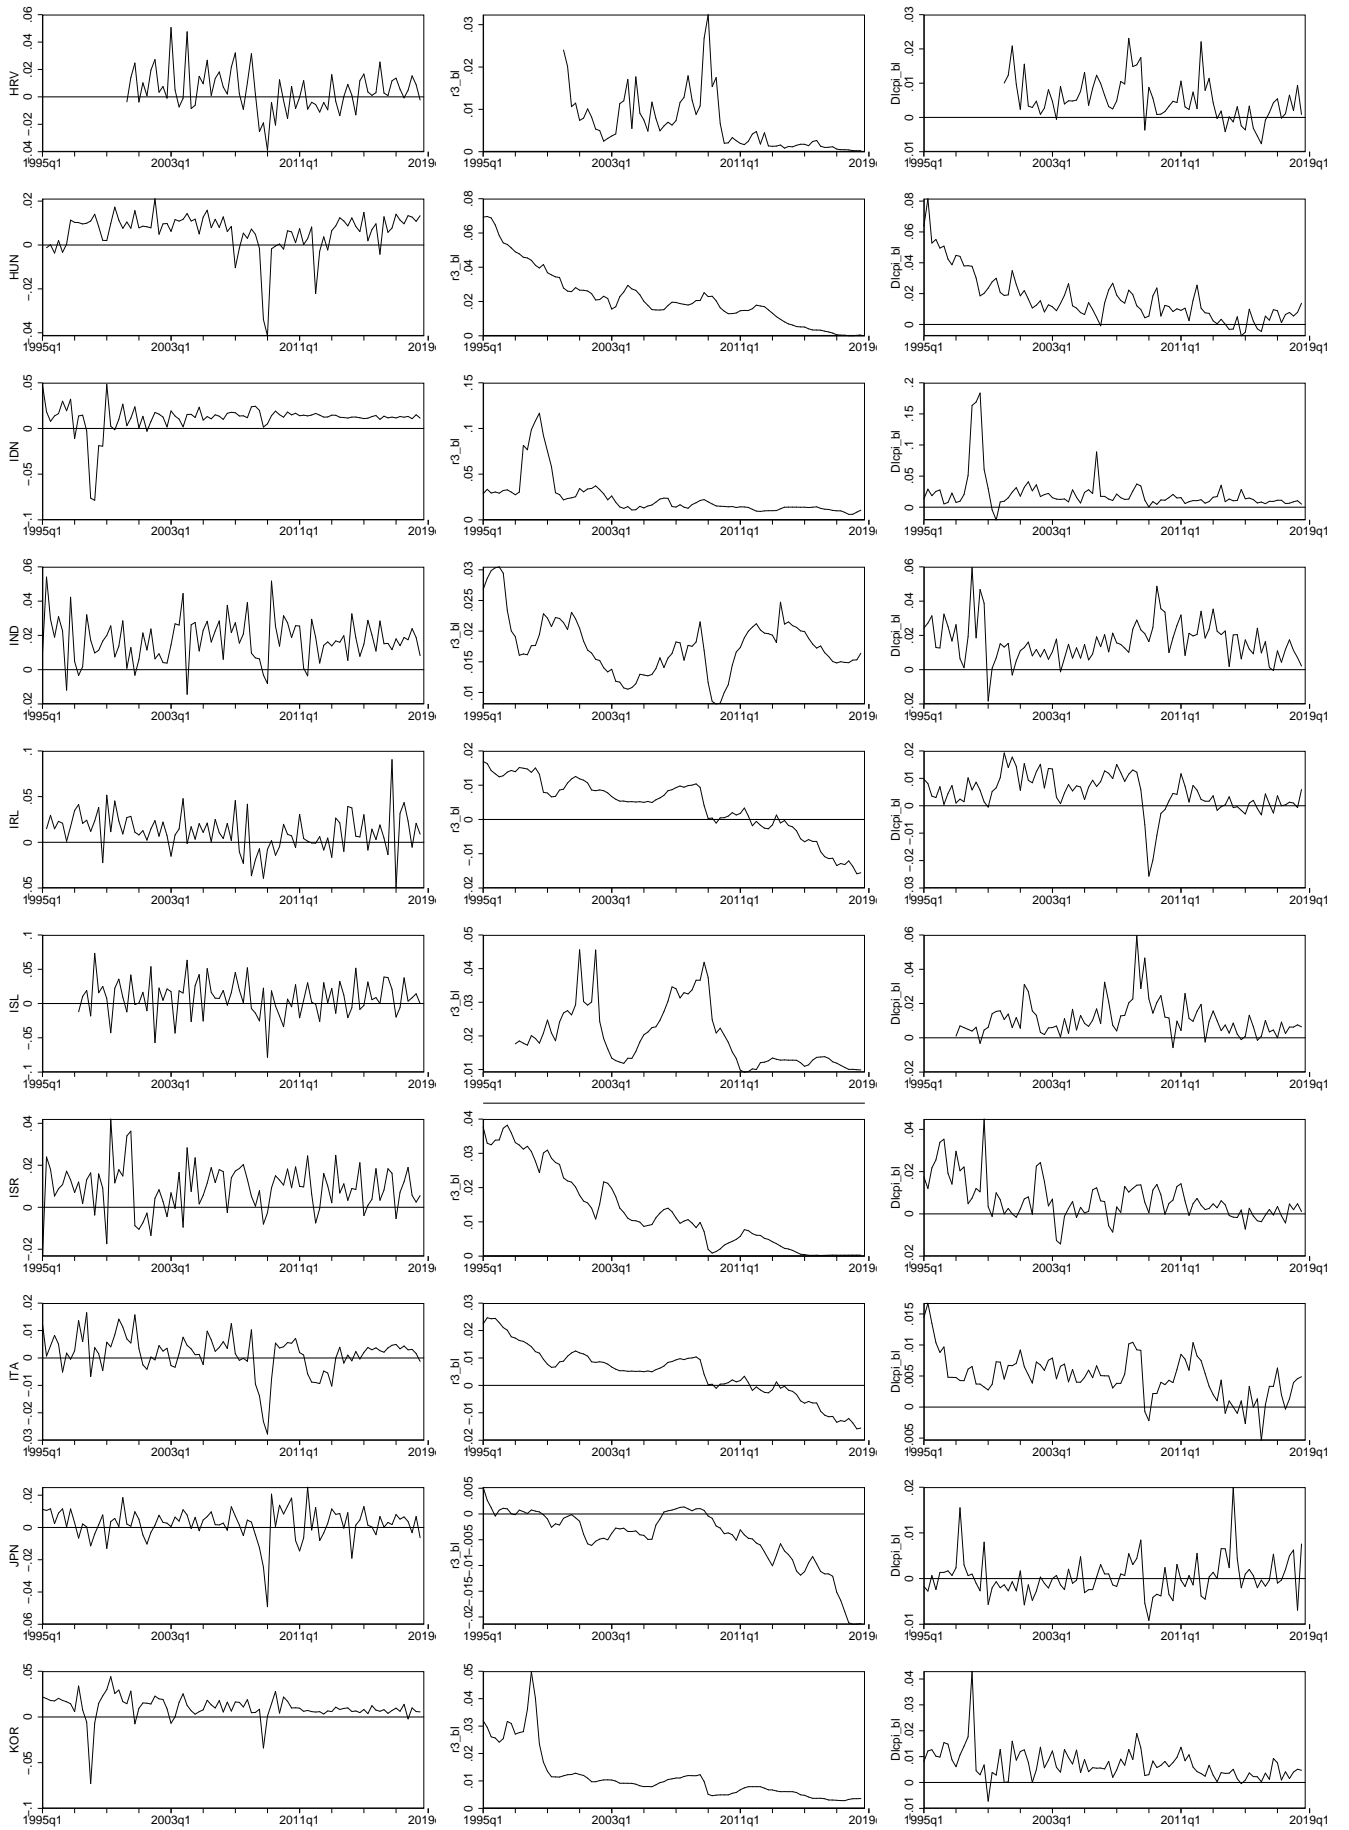 HRV
-.04 -.02 0 .02 .04 .06
1995q1 2003q1 2011q1 2019
r3_bl
0 .01 .02 .03
1995q1 2003q1 2011q1 2019
Dlcpi_bl
.01 0 .01 .02 .03
1995q1 2003q1 2011q1 2019q1
HUN
-.04 -.02 0 .02
1995q1 2003q1 2011q1 2019
r3_bl
0 .02 .04 .06 .08
1995q1 2003q1 2011q1 2019
Dlcpi_bl
0 .02 .04 .06 .08
1995q1 2003q1 2011q1 2019q1
IDN
-.1 -.05 0 .05
1995q1 2003q1 2011q1 2019
r3_bl
0 .05 .1 .15
1995q1 2003q1 2011q1 2019
Dlcpi_bl
0 .05 .1 .15 .2
1995q1 2003q1 2011q1 2019q1
IND
.02 0 .02 .04 .06
1995q1 2003q1 2011q1 2019
r3_bl
.01 .015 .02 .025 .03
1995q1 2003q1 2011q1 2019
Dlcpi_bl
.02 0 .02 .04 .06
1995q1 2003q1 2011q1 2019q1
IRL
.05 0 .05 .1
1995q1 2003q1 2011q1 2019
r3_bl
.02 -.01 0 .01 .02
1995q1 2003q1 2011q1 2019
Dlcpi_bl
.03 -.02 -.01 0 .01 .02
1995q1 2003q1 2011q1 2019q1
ISL
-.1 -.05 0 .05 .1
1995q1 2003q1 2011q1 2019
r3_bl
.01 .02 .03 .04 .05
1995q1 2003q1 2011q1 2019
Dlcpi_bl
.02 0 .02 .04 .06
1995q1 2003q1 2011q1 2019q1
ISR
.02 0 .02 .04
1995q1 2003q1 2011q1 2019
r3_bl
0 .01 .02 .03 .04
1995q1 2003q1 2011q1 2019
Dlcpi_bl
.02 0 .02 .04
1995q1 2003q1 2011q1 2019q1
ITA
.03 -.02 -.01 0 .01 .02
1995q1 2003q1 2011q1 2019
r3_bl
.02 -.01 0 .01 .02 .03
1995q1 2003q1 2011q1 2019
Dlcpi_bl
.005 0 .005 .01 .015
1995q1 2003q1 2011q1 2019q1
JPN
.06 -.04 -.02 0 .02
1995q1 2003q1 2011q1 2019
r3_bl
-.02 -.015 -.01 -.005 0 .005
1995q1 2003q1 2011q1 2019
Dlcpi_bl
.01 0 .01 .02
1995q1 2003q1 2011q1 2019q1
KOR
-.1 -.05 0 .05
1995q1 2003q1 2011q1 2019
r3_bl
0 .01 .02 .03 .04 .05
1995q1 2003q1 2011q1 2019
Dlcpi_bl
.01 0 .01 .02 .03 .04
1995q1 2003q1 2011q1 2019q1